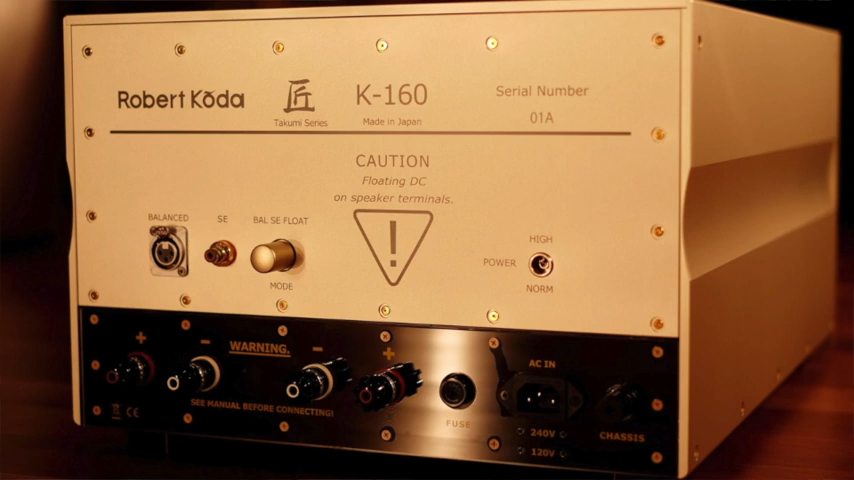 Robert Kōda
匠
Takumi Series
K-160
Made in Japan
Serial Number
01A
CAUTION
Floating DC
on speaker terminals.
!
BALANCED
SE
BAL SE FLOAT
MODE
HIGH
POWER
NORM
+
-
WARNING.
-
+
SEE MANUAL BEFORE CONNECTING!
CE
FUSE
AC IN
240V
120V
CHASSIS